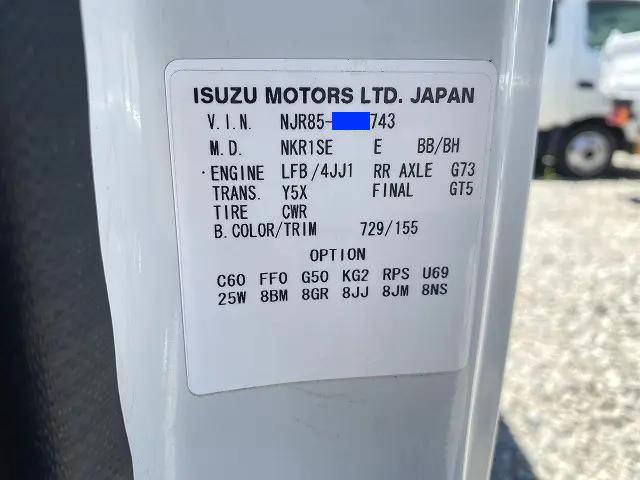 ISUZU MOTORS LTD. JAPAN
V.I.N. NJR85- 743
M.D. NKR1SE E BB/BH
ENGINE LFB/4JJ1 RR AXLE G73
TRANS. Y5X FINAL GT5
TIRE CWR
B.COLOR/TRIM 729/155
OPTION
C60 FF0 G50 KG2 RPS U69
25W 8BM 8GR 8JJ 8JM 8NS